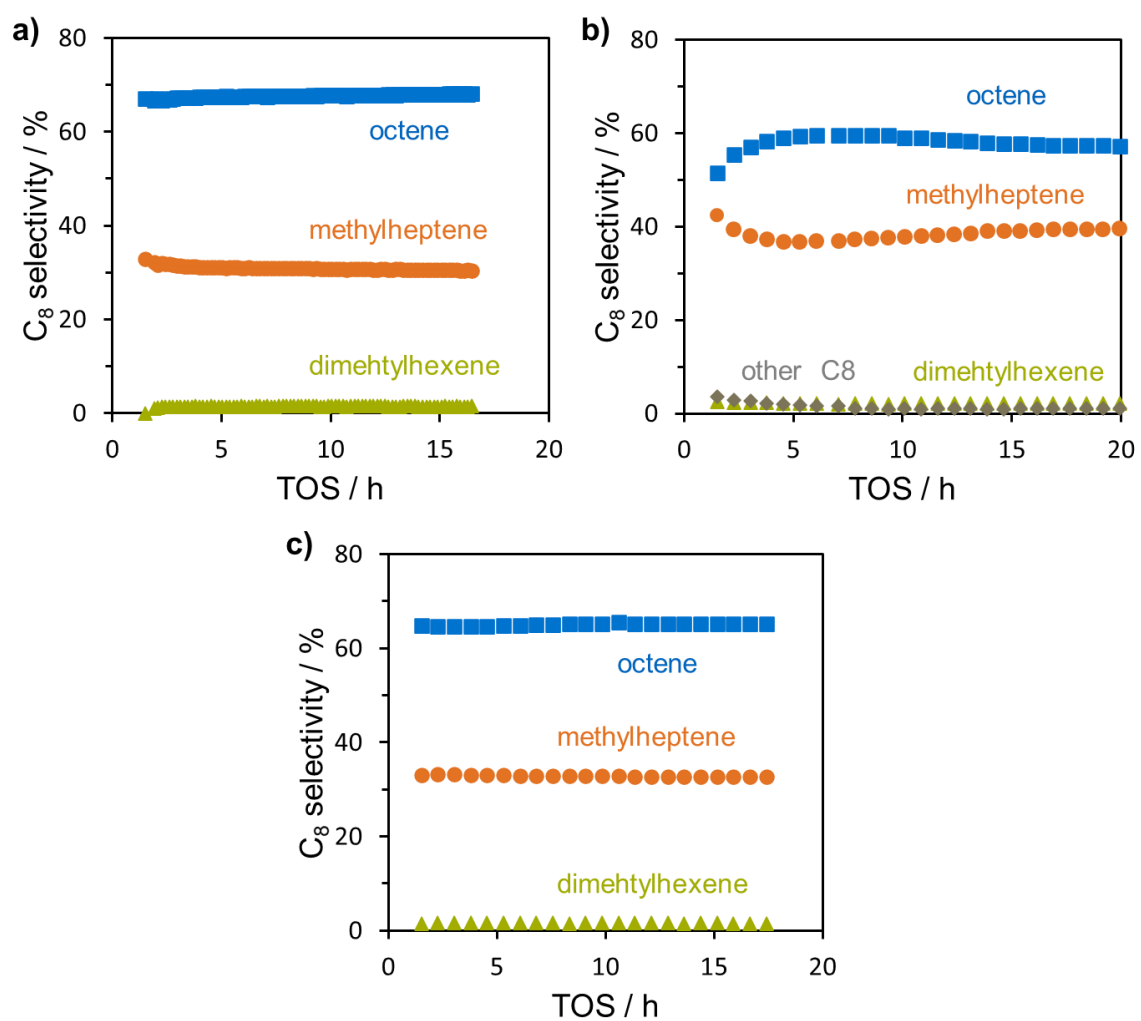 a)
80
60
40
20
0
C₈ selectivity / %
octene
methylheptene
dimehtylhexene
0 5 10 15 20
TOS / h
b)
80
60
40
20
0
C₈ selectivity / %
octene
methylheptene
other C8 dimehtylhexene
0 5 10 15 20
TOS / h
c)
80
60
40
20
0
C₈ selectivity / %
octene
methylheptene
dimehtylhexene
0 5 10 15 20
TOS / h